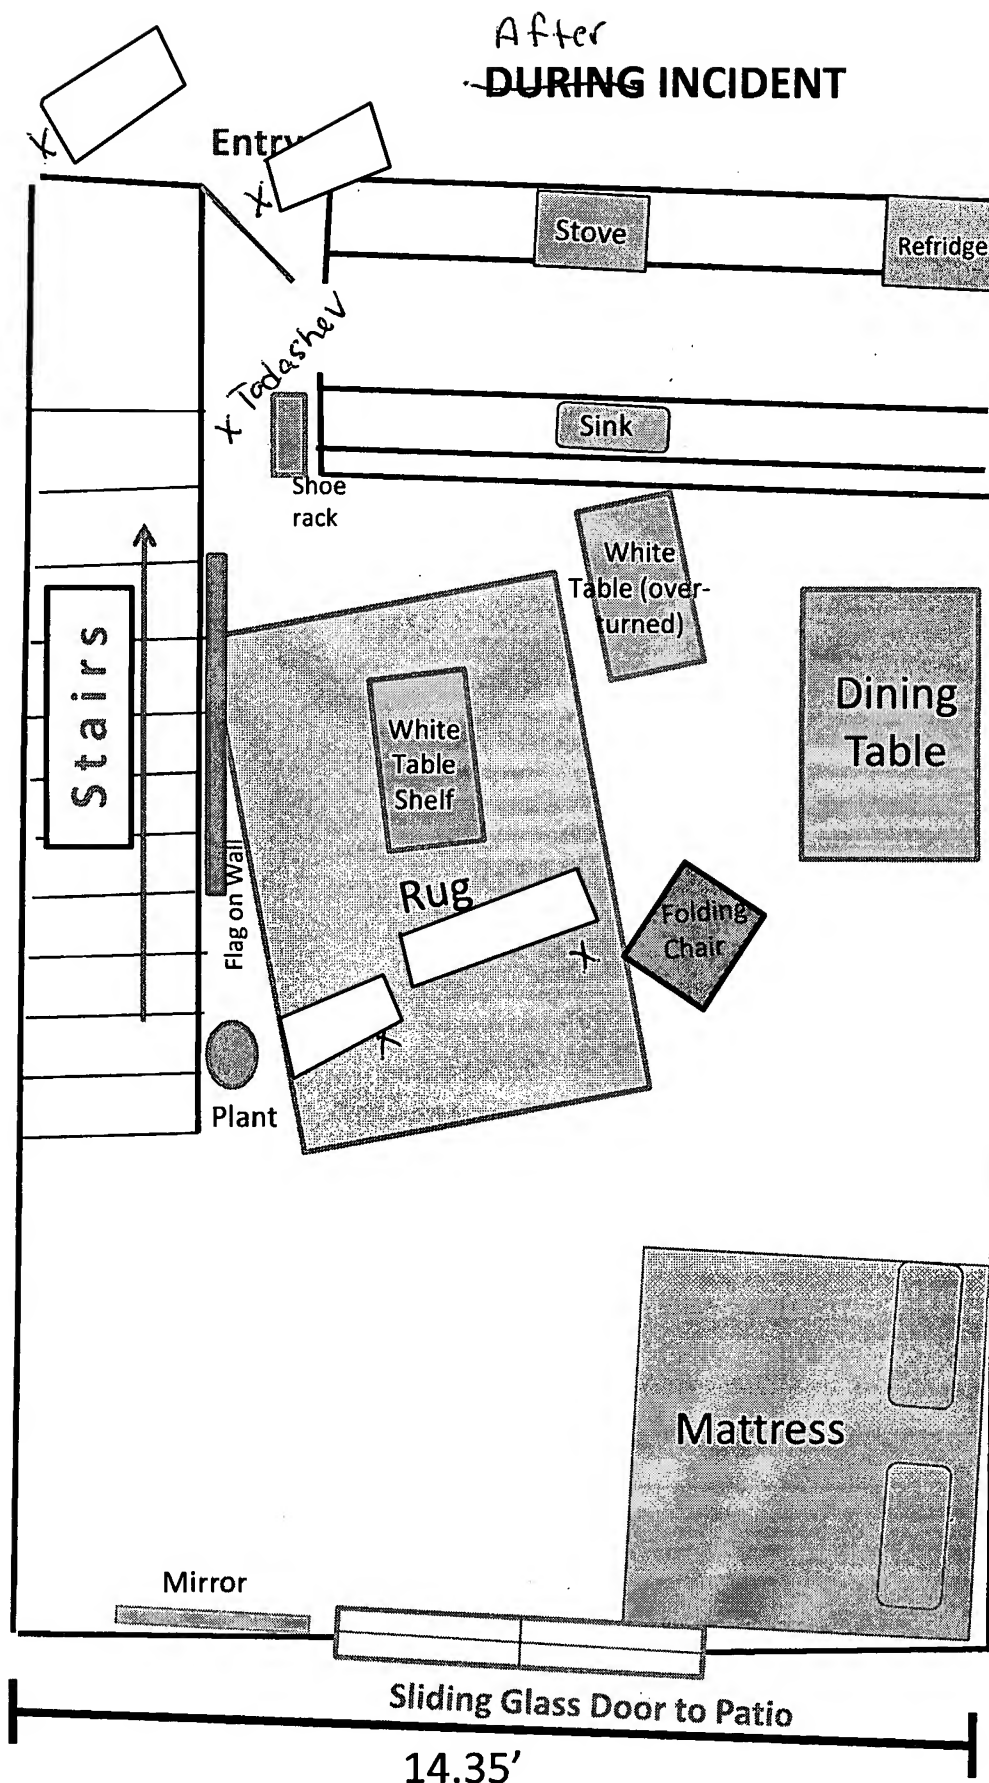 After
DURING INCIDENT
X
Entry
X
Stove
Refridge
X Todashev
Sink
Shoe
rack
White
Table (over-
turned)
Stairs
Dining
Table
White
Table
Shelf
Flag on Wall
Rug
Folding
Chair
X
X
Plant
Mattress
Mirror
Sliding Glass Door to Patio
14.35'